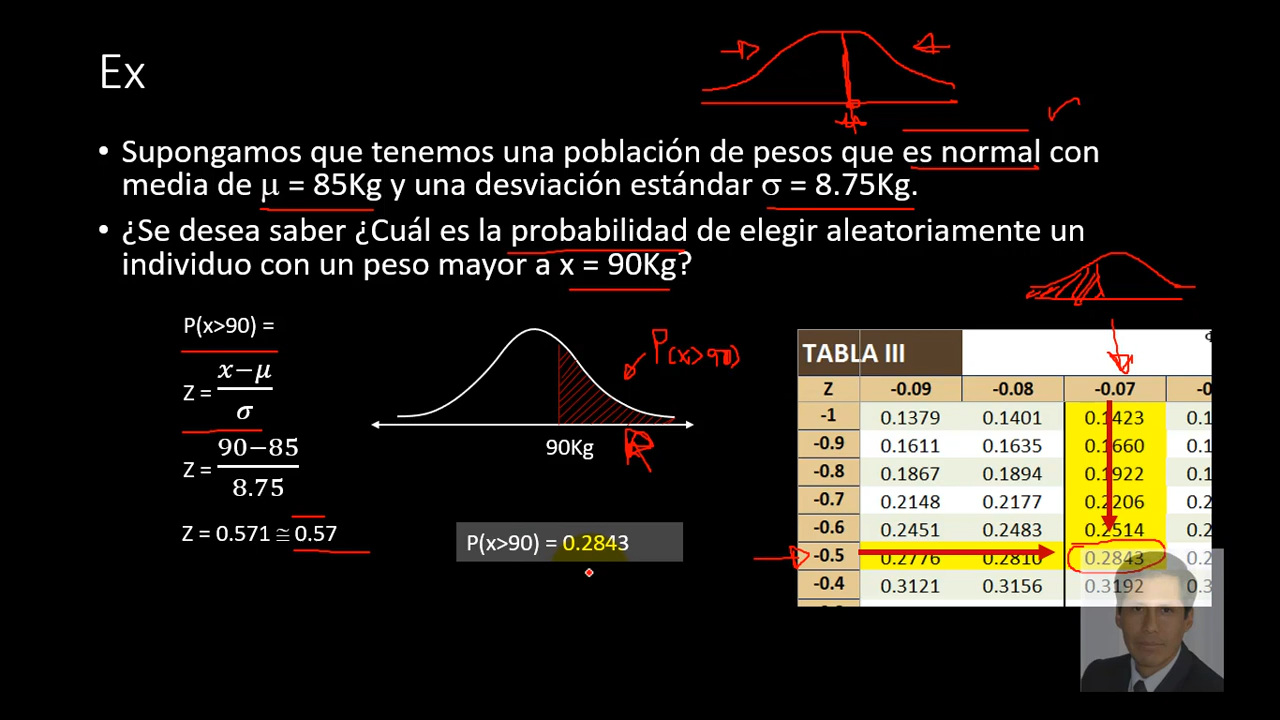 Ex
• Supongamos que tenemos una población de pesos que es normal con
media de μ = 85Kg y una desviación estándar σ = 8.75Kg.
• ¿Se desea saber ¿Cuál es la probabilidad de elegir aleatoriamente un
individuo con un peso mayor a x = 90Kg?
P(x>90) =
Z = x−μ / σ
Z = 90−85 / 8.75
Z = 0.571 ≅ 0.57
P(x>90)
90Kg
P(x>90) = 0.2843
TABLA III
Z -0.09 -0.08 -0.07
-1 0.1379 0.1401 0.1423
-0.9 0.1611 0.1635 0.1660
-0.8 0.1867 0.1894 0.1922
-0.7 0.2148 0.2177 0.2206
-0.6 0.2451 0.2483 0.2514
-0.5 0.2776 0.2810 0.2843
-0.4 0.3121 0.3156 0.3192